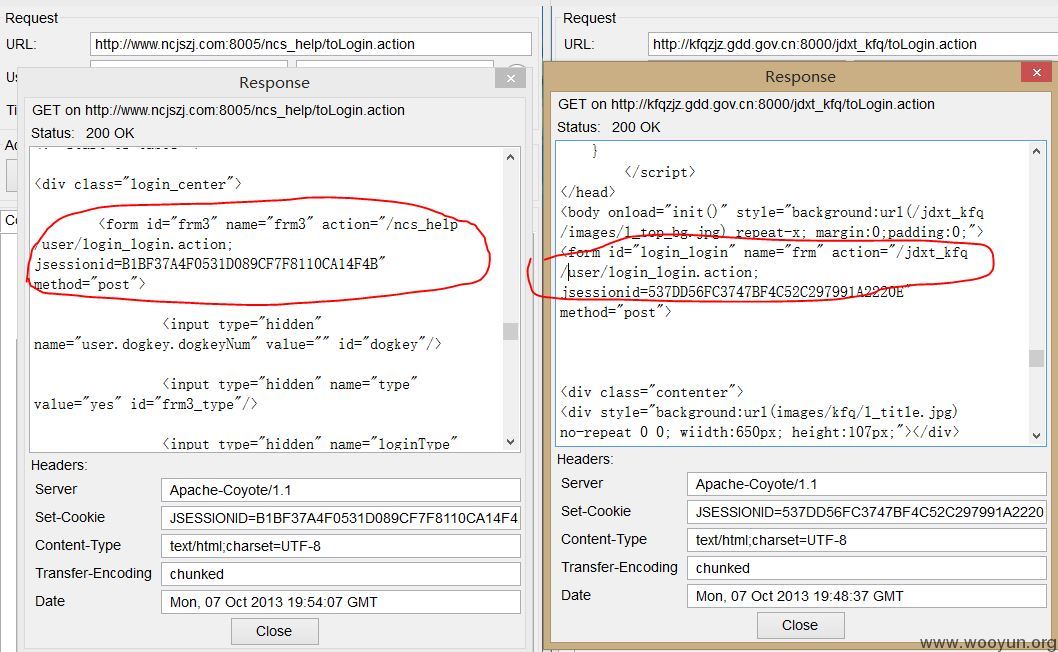 Request
URL:
http://www.ncjszj.com:8005/ncs_help/toLogin.action
Response
GET on http://www.ncjszj.com:8005/ncs_help/toLogin.action
Status: 200 OK
<div class="login_center">
<form id="frm3" name="frm3" action="/ncs_help
/user/login_login.action;
jsessionid=B1BF37A4F0531D089CF7F8110CA14F4B"
method="post">
<input type="hidden"
name="user.dogkey.dogkeyNum" value="" id="dogkey"/>
<input type="hidden" name="type"
value="yes" id="frm3_type"/>
<input type="hidden" name="loginType"
Headers:
Server
Apache-Coyote/1.1
Set-Cookie
JSESSIONID=B1BF37A4F0531D089CF7F8110CA14F4
Content-Type
text/html;charset=UTF-8
Transfer-Encoding
chunked
Date
Mon, 07 Oct 2013 19:54:07 GMT
Close
Request
URL:
http://kfqzjz.gdd.gov.cn:8000/jdxt_kfq/toLogin.action
Response
GET on http://kfqzjz.gdd.gov.cn:8000/jdxt_kfq/toLogin.action
Status: 200 OK
}
</script>
</head>
<body onload="init()" style="background:url(/jdxt_kfq
/images/l_top_bg.jpg) repeat-x; margin:0;padding:0;">
<form id="login_login" name="frm" action="/jdxt_kfq
/user/login_login.action;
jsessionid=537DD56FC3747BF4C52C297991A2220E"
method="post">
<div class="contenter">
<div style="background:url(images/kfq/l_title.jpg)
no-repeat 0 0; wiidth:650px; height:107px;"></div>
Headers:
Server
Apache-Coyote/1.1
Set-Cookie
JSESSIONID=537DD56FC3747BF4C52C297991A2220
Content-Type
text/html;charset=UTF-8
Transfer-Encoding
chunked
Date
Mon, 07 Oct 2013 19:48:37 GMT
Close
www.wooyun.org